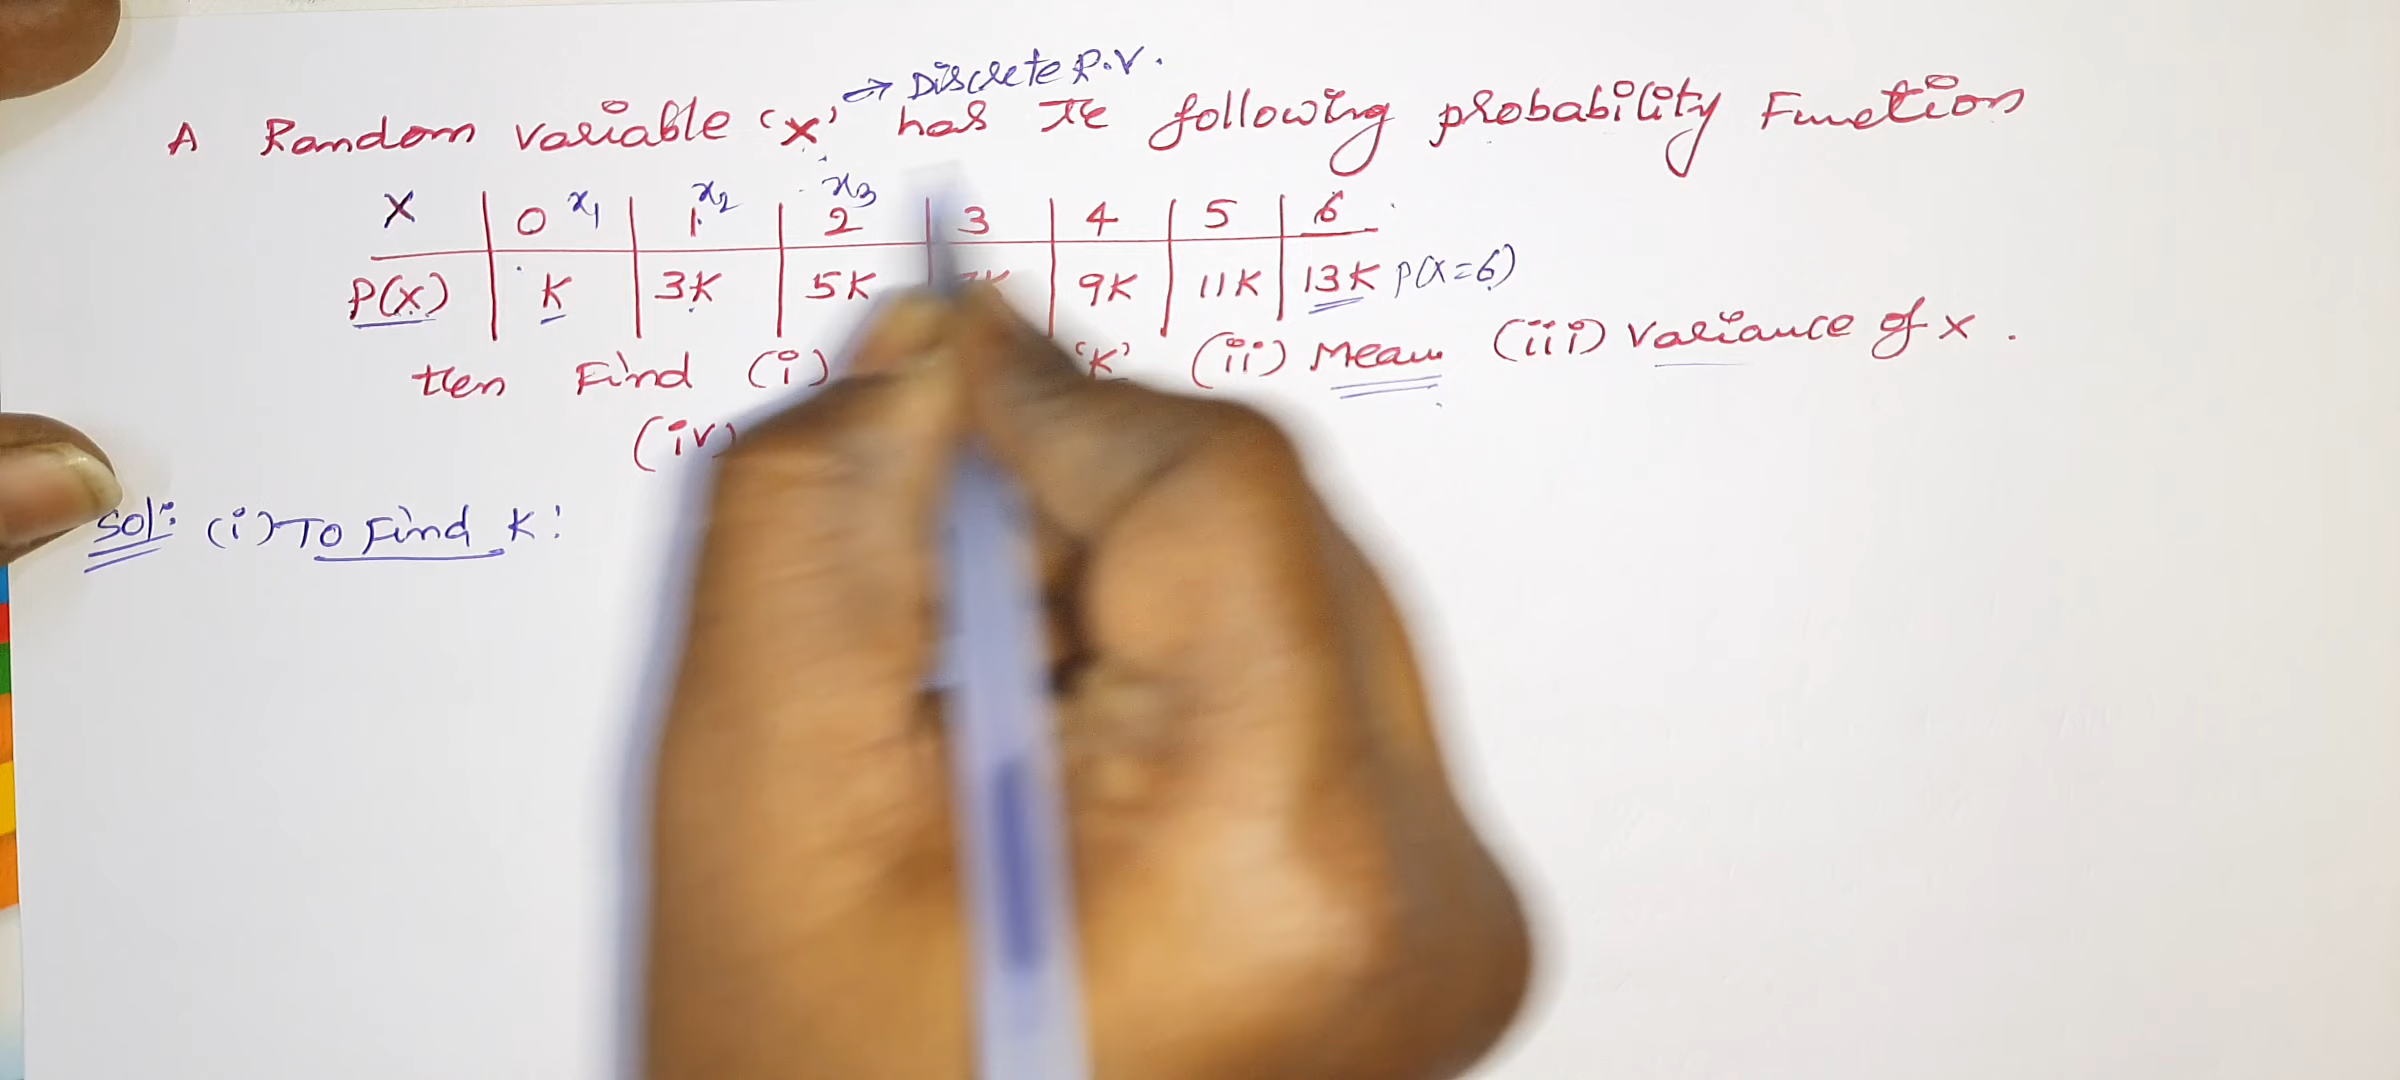 → Discrete R.V.
A Random variable 'x' has the following probability Function
X | 0 x1 | 1 x2 | 2 x3 | 3 | 4 | 5 | 6
P(x) | K | 3K | 5K | 9K | 11K | 13K P(X=6)
then Find (i) 'K' (ii) Mean (iii) variance of x.
(iv)
Sol: (i) To Find K: